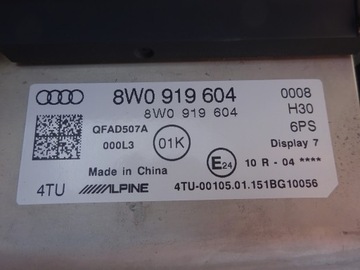 8W0 919 604 0008
8W0 919 604 H30
QFAD507A 6PS
000L3 01K Display 7
Made in China E24 10 R - 04 ****
4TU ALPINE 4TU-00105.01.151BG10056